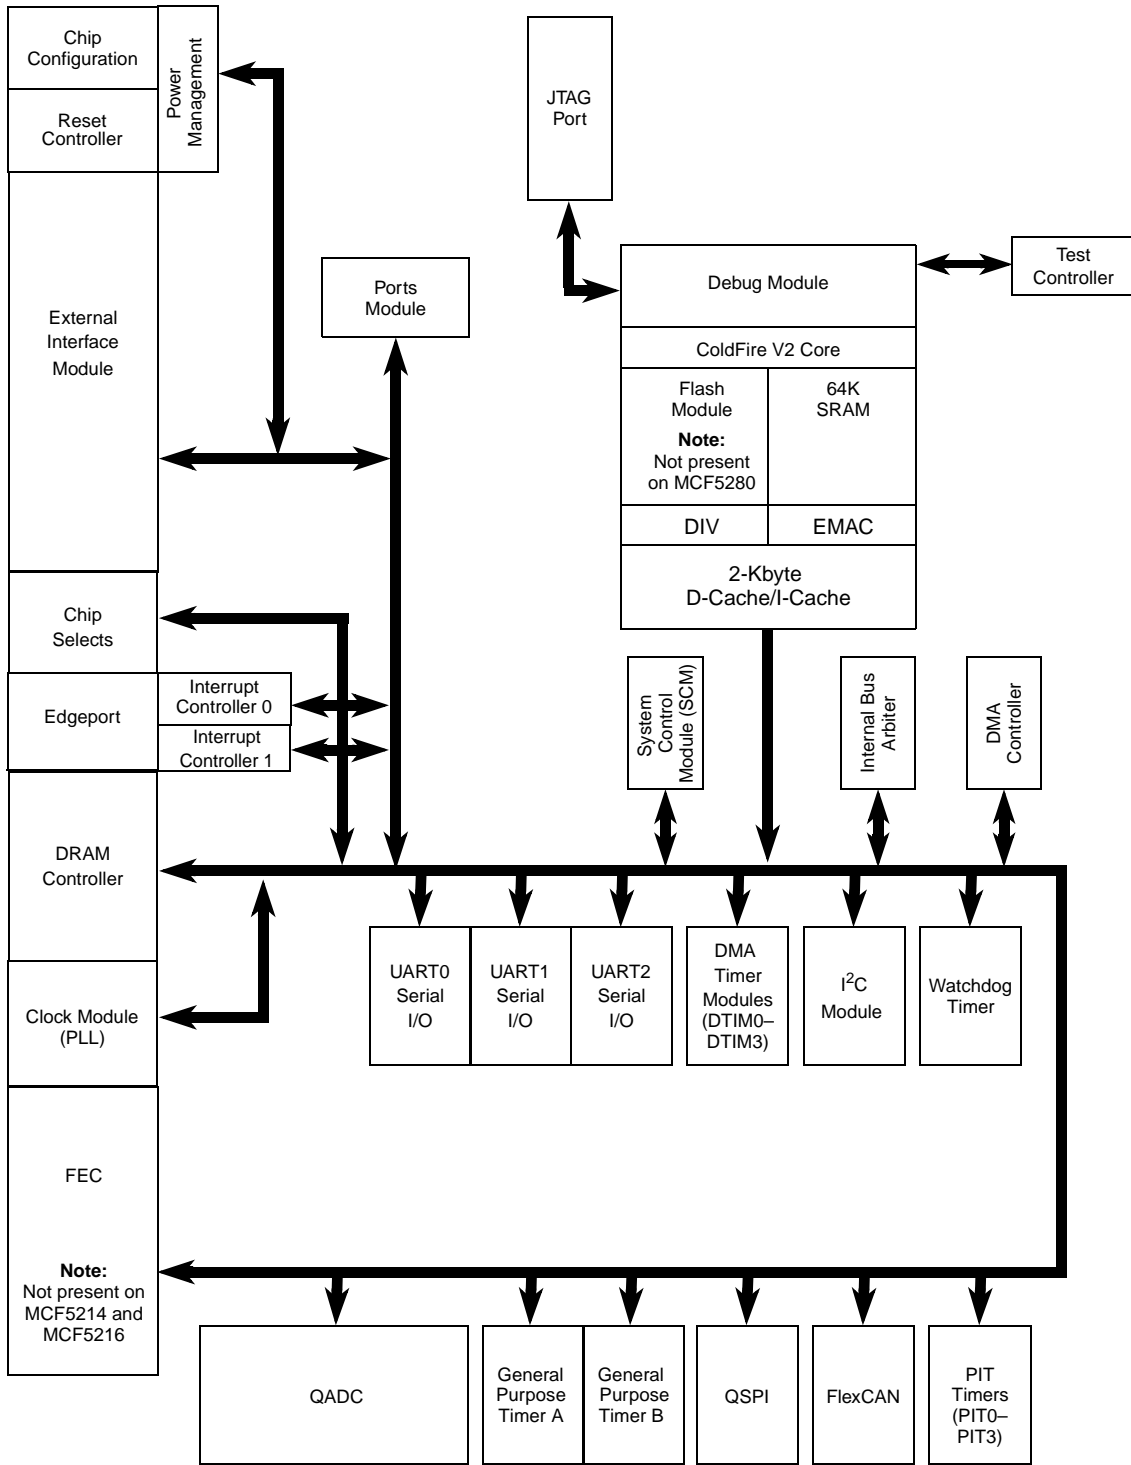 Chip
Configuration
Power
Management
Reset
Controller
JTAG
Port
External
Interface
Module
Ports
Module
Debug Module
Test
Controller
ColdFire V2 Core
Flash
Module
Note:
Not present
on MCF5280
64K
SRAM
DIV
EMAC
2-Kbyte
D-Cache/I-Cache
Chip
Selects
Edgeport
Interrupt
Controller 0
Interrupt
Controller 1
System
Control
Module (SCM)
Internal Bus
Arbiter
DMA
Controller
DRAM
Controller
UART0
Serial
I/O
UART1
Serial
I/O
UART2
Serial
I/O
DMA
Timer
Modules
(DTIM0–
DTIM3)
I²C
Module
Watchdog
Timer
Clock Module
(PLL)
FEC
Note:
Not present on
MCF5214 and
MCF5216
QADC
General
Purpose
Timer A
General
Purpose
Timer B
QSPI
FlexCAN
PIT
Timers
(PIT0–
PIT3)